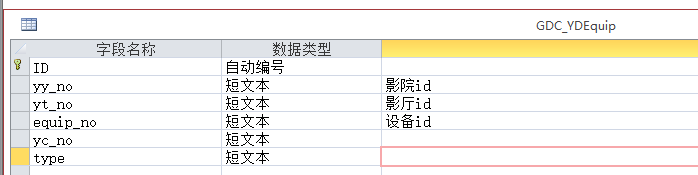 GDC_YDEquip
字段名称 数据类型
ID 自动编号
yy_no 短文本 影院id
yt_no 短文本 影厅id
equip_no 短文本 设备id
yc_no 短文本
type 短文本